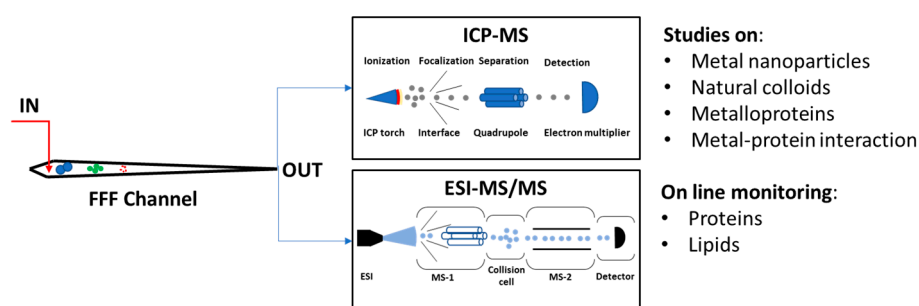 IN
FFF Channel
OUT
ICP-MS
Ionization Focalization Separation Detection
ICP torch Interface Quadrupole Electron multiplier
ESI-MS/MS
ESI MS-1 Collision cell MS-2 Detector
Studies on:
• Metal nanoparticles
• Natural colloids
• Metalloproteins
• Metal-protein interaction
On line monitoring:
• Proteins
• Lipids